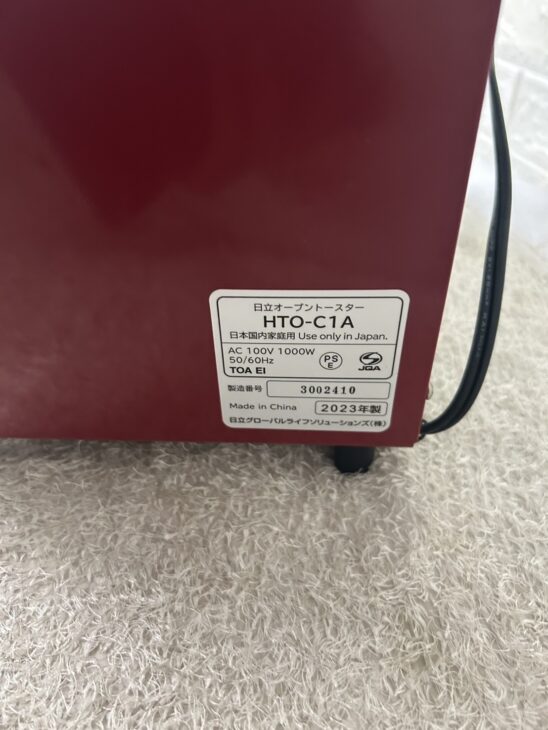 日立オーブントースター
HTO-C1A
日本国内家庭用 Use only in Japan.
AC 100V 1000W
50/60Hz
TOA EI
PS
E
JQA
製造番号 3002410
Made in China 2023年製
日立グローバルライフソリューションズ(株)